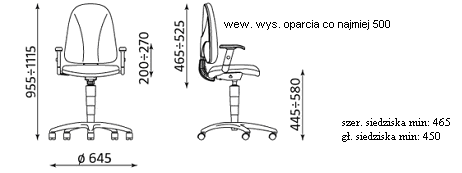 955÷1115
200÷270
ø 645
465÷525
wew. wys. oparcia co najmiej 500
445÷580
szer. siedziska min: 465
gł. siedziska min: 450